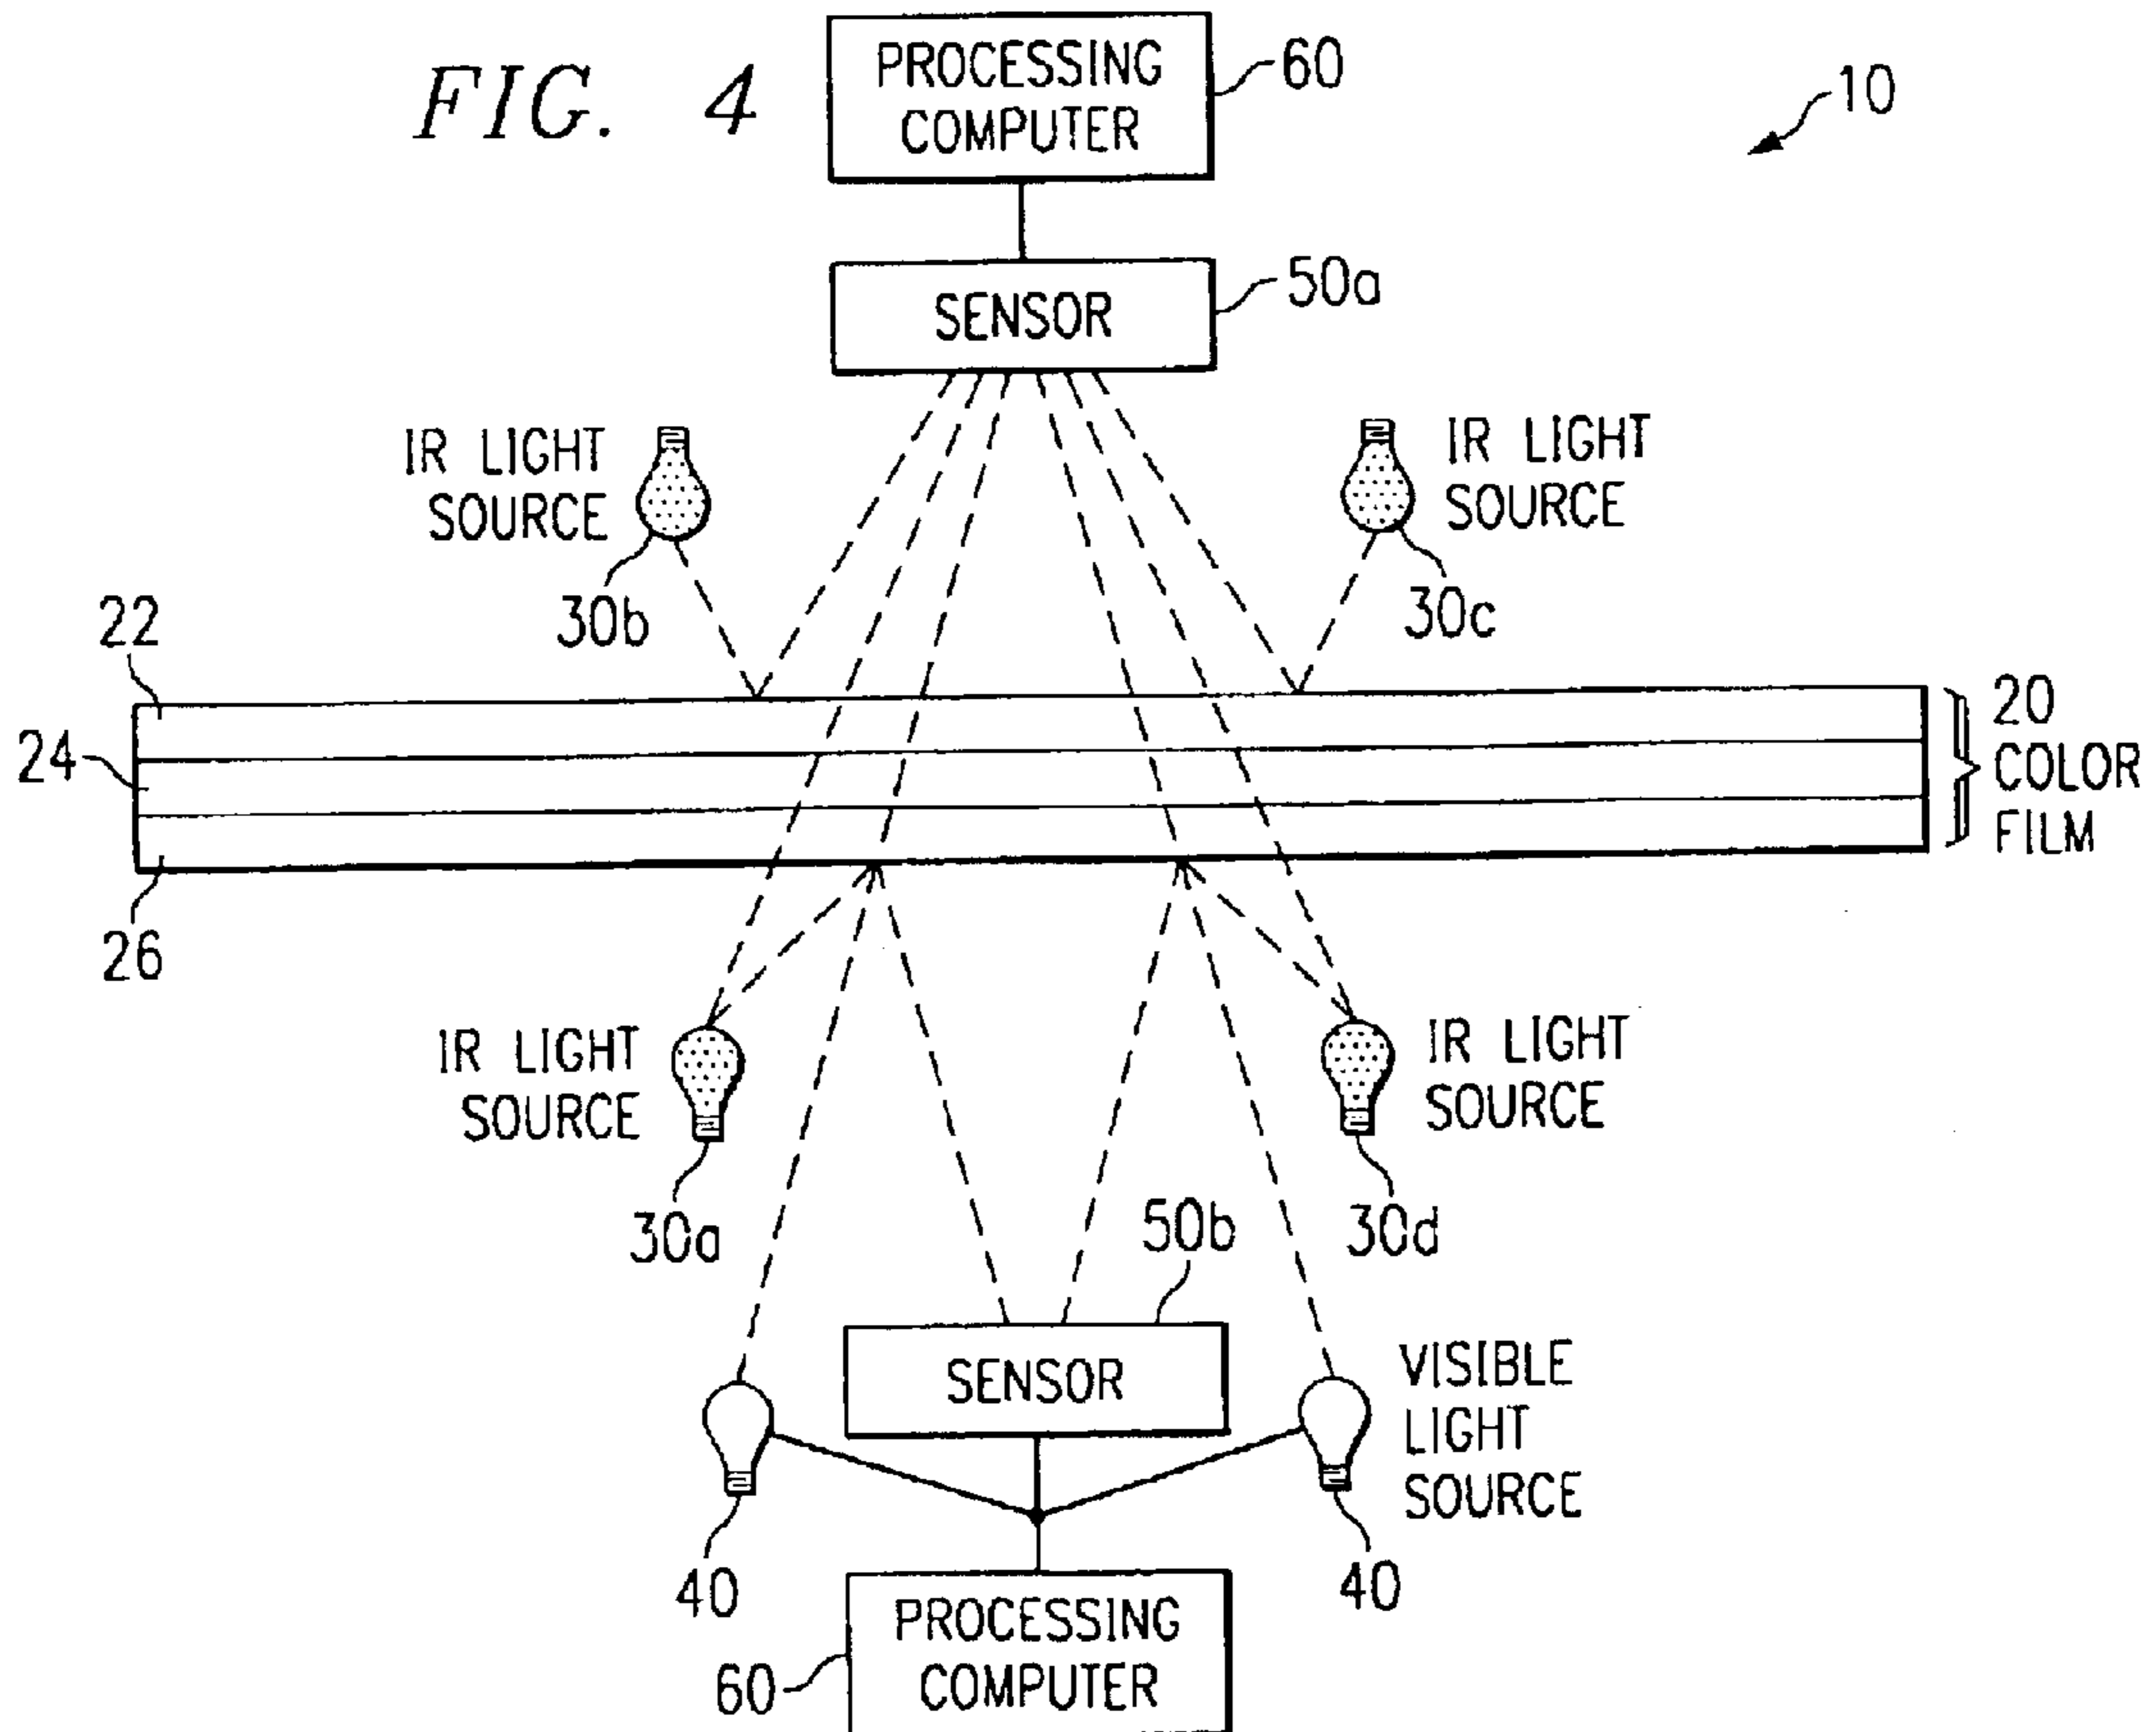 FIG. 4
PROCESSING
COMPUTER
60
10
SENSOR
50a
IR LIGHT
SOURCE
30b
IR LIGHT
SOURCE
30c
22
24
26
20
COLOR
FILM
IR LIGHT
SOURCE
30a
IR LIGHT
SOURCE
30d
50b
SENSOR
VISIBLE
LIGHT
SOURCE
40
40
PROCESSING
COMPUTER
60